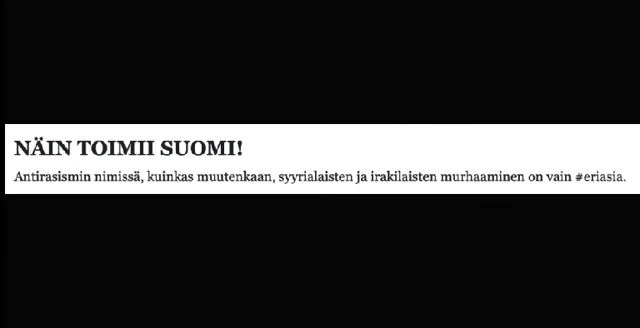 NÄIN TOIMII SUOMI!
Antirasismin nimissä, kuinkas muutenkaan, syyrialaisten ja irakilaisten murhaaminen on vain #eriasia.